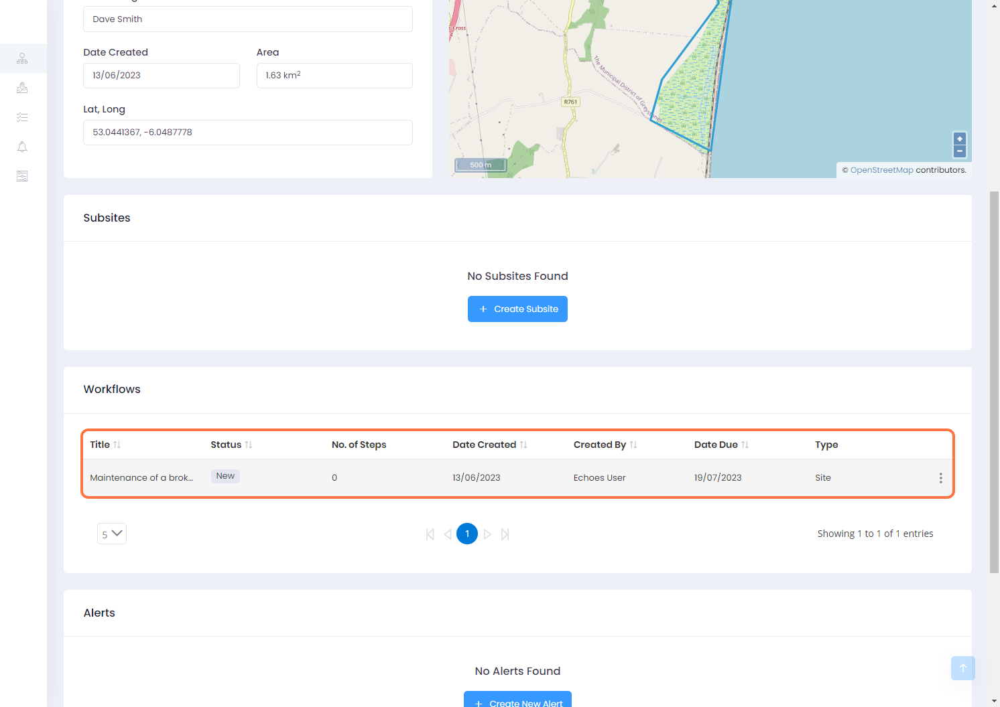 Dave Smith
Date Created
Area
13/06/2023
1.63 km²
Lat, Long
53.0441367, -6.0487778
s Cross
The Municipal District of Greystones
R761
500 m
+
−
© OpenStreetMap contributors.
Subsites
No Subsites Found
+ Create Subsite
Workflows
Title Status No. of Steps Date Created Created By Date Due Type
Maintenance of a brok... New 0 13/06/2023 Echoes User 19/07/2023 Site
5
1
Showing 1 to 1 of 1 entries
Alerts
No Alerts Found
+ Create New Alert